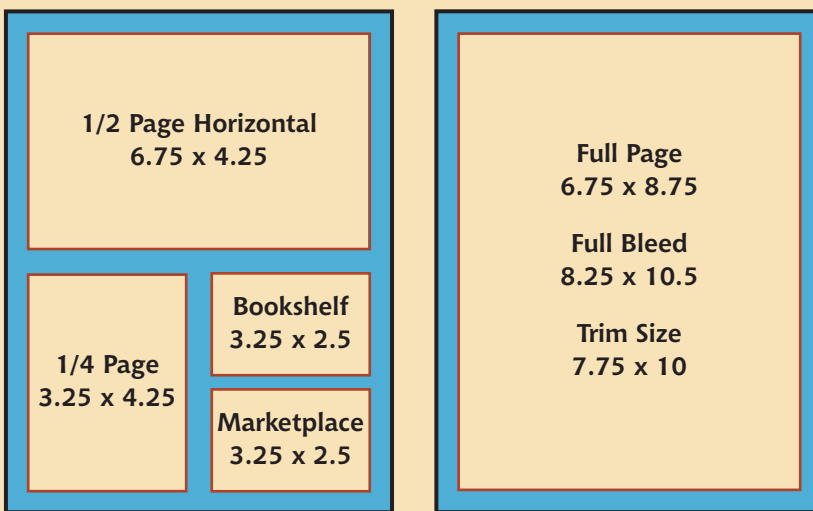 1/2 Page Horizontal
6.75 x 4.25
1/4 Page
3.25 x 4.25
Bookshelf
3.25 x 2.5
Marketplace
3.25 x 2.5
Full Page
6.75 x 8.75
Full Bleed
8.25 x 10.5
Trim Size
7.75 x 10